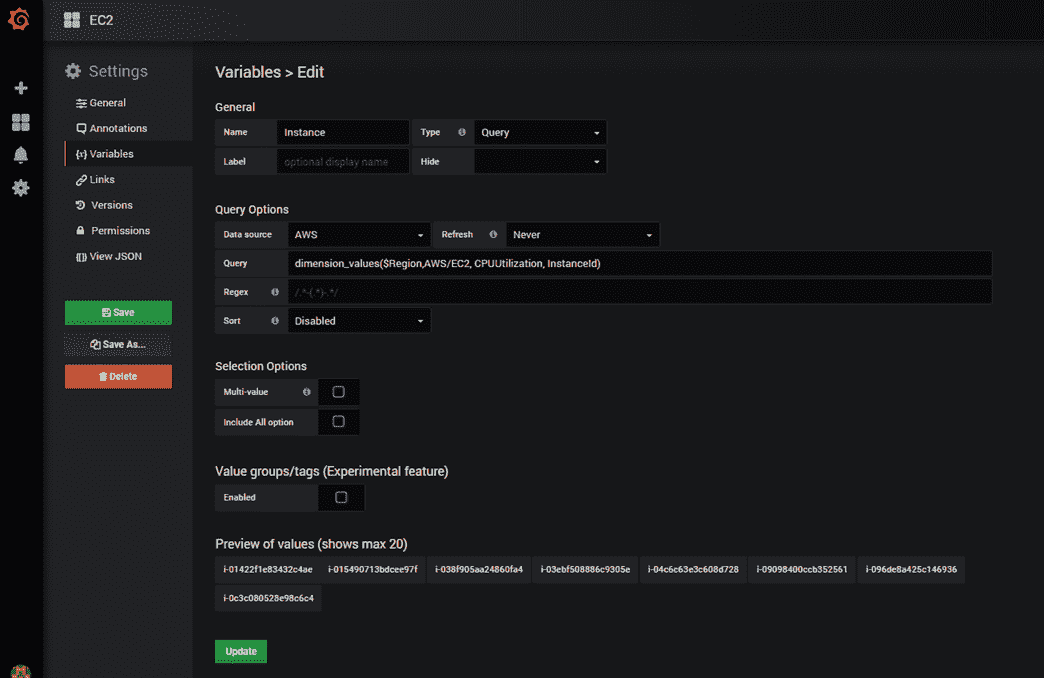 EC2
Settings
General
Annotations
Variables
Links
Versions
Permissions
View JSON
Save
Save As...
Delete
Variables > Edit
General
Name Instance Type Query
Label optional display name Hide
Query Options
Data source AWS Refresh Never
Query dimension_values($Region,AWS/EC2, CPUUtilization, InstanceId)
Regex /.*-(.*)-.*/
Sort Disabled
Selection Options
Multi-value
Include All option
Value groups/tags (Experimental feature)
Enabled
Preview of values (shows max 20)
i-01422f1e83432c4ae i-015490713bdcee97f i-038f905aa24860fa4 i-03ebf508886c9305e i-04c6c63e3c608d728 i-09098400ccb352561 i-096de8a425c146936
i-0c3c080528e98c6c4
Update